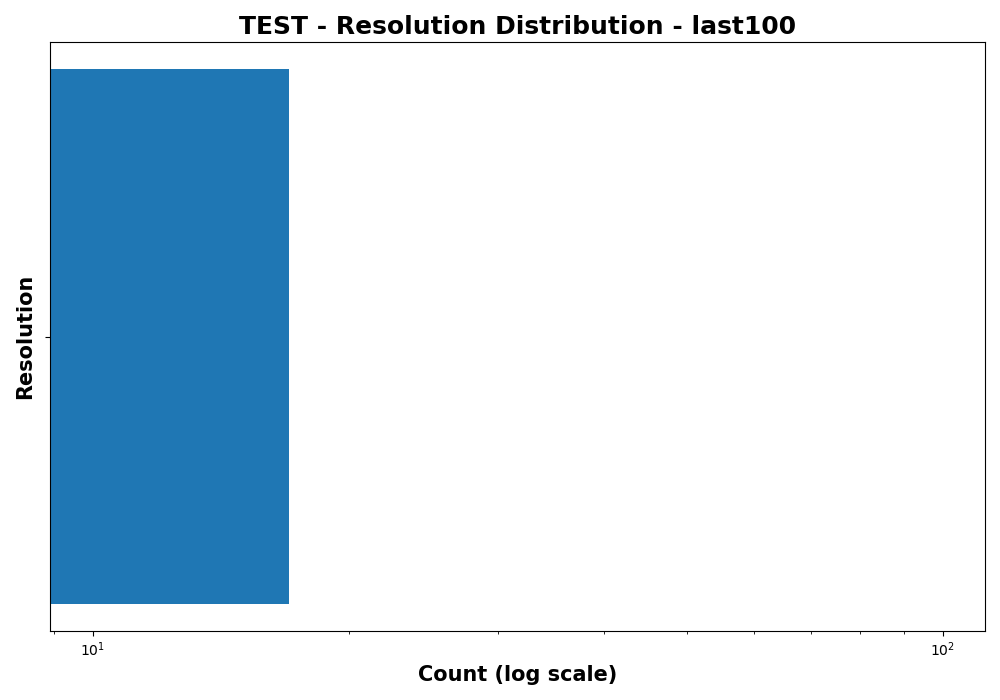 TEST - Resolution Distribution - last100
Resolution
10¹
10²
Count (log scale)